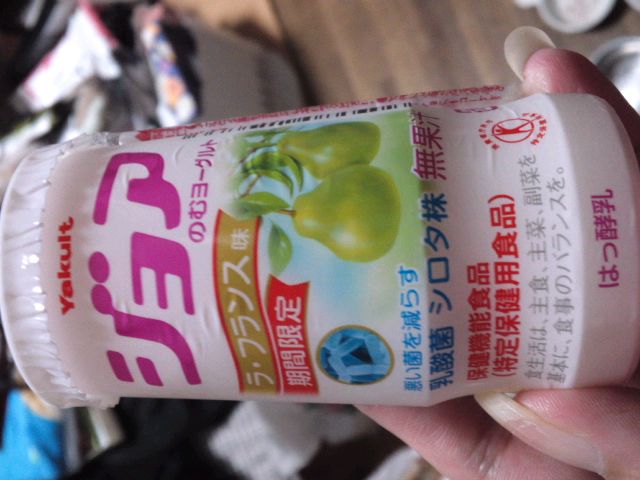 Yakult
ジョア
のむヨーグルト
ラ・フランス味
期間限定
無果汁
悪い菌を減らす
乳酸菌 シロタ株
保健機能食品
(特定保健用食品)
食生活は、主食、主菜、副菜を
基本に、食事のバランスを。
はっ酵乳